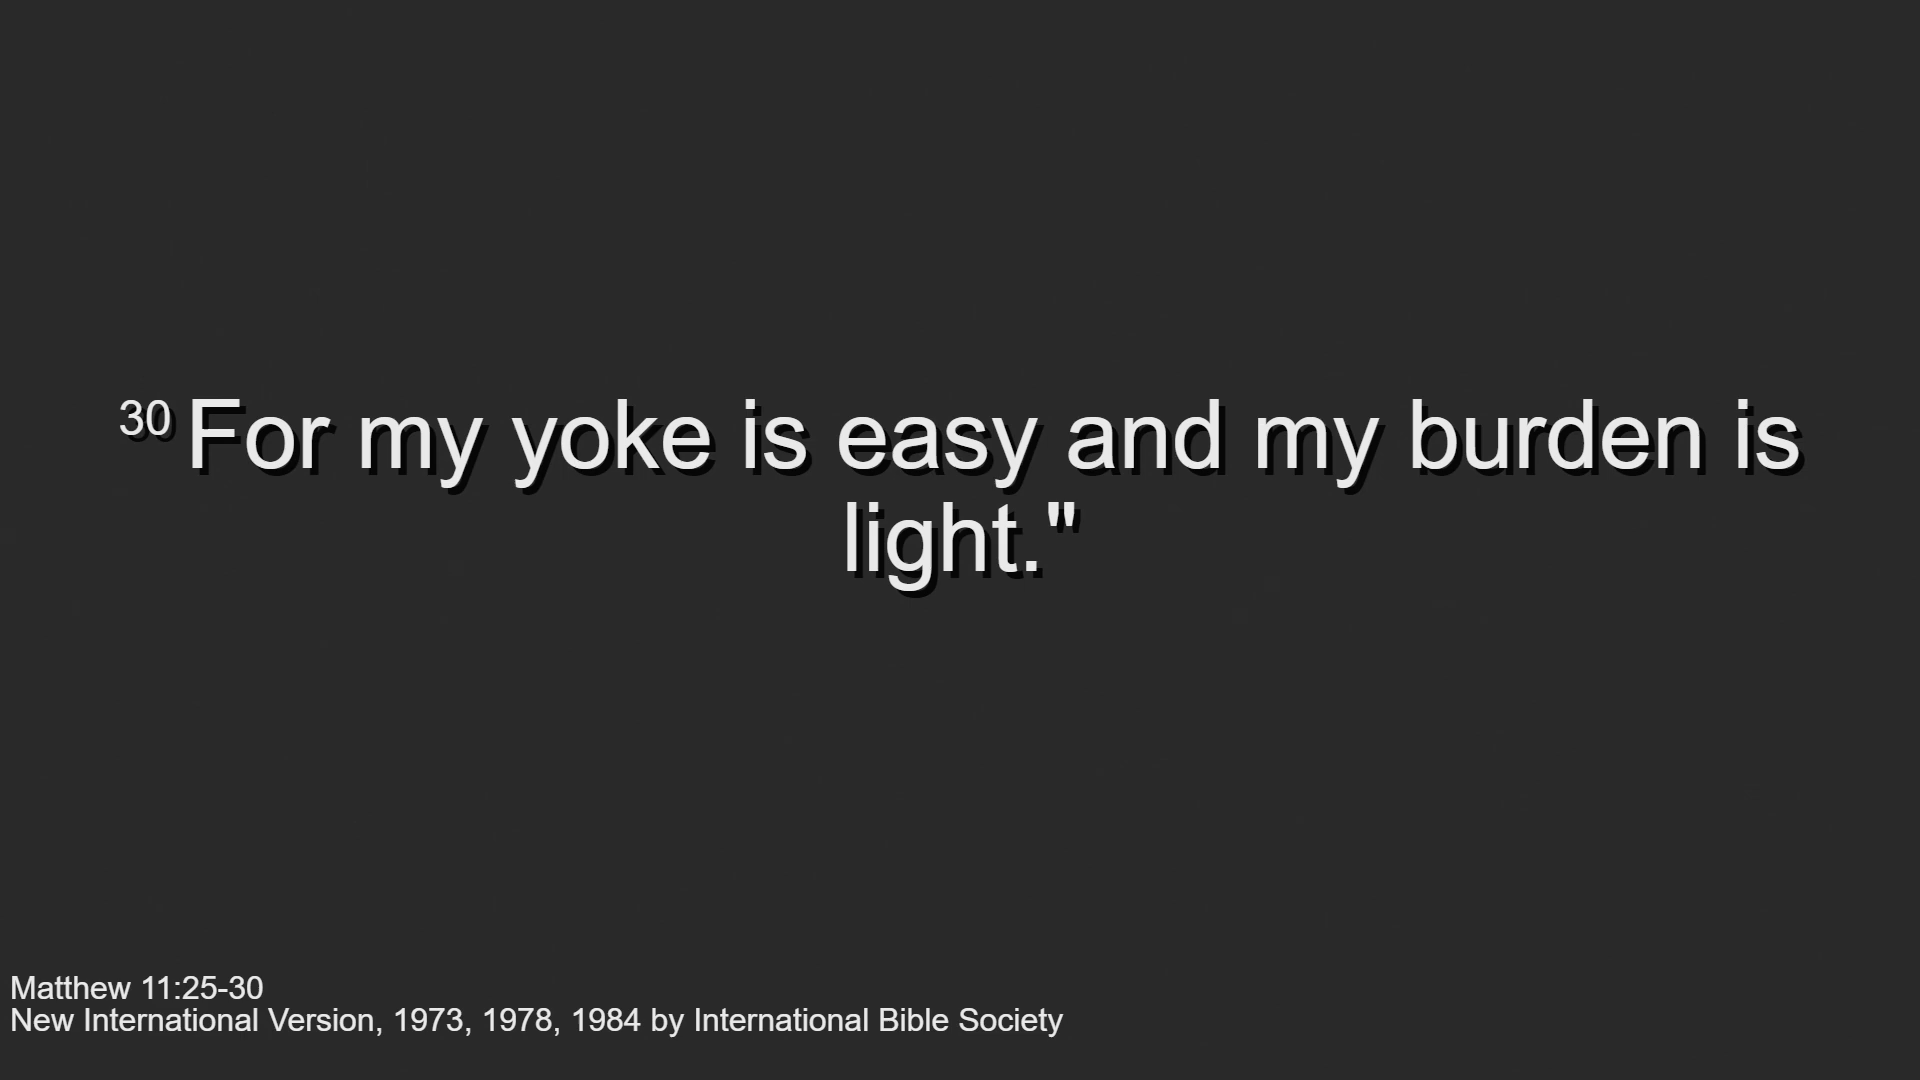 30 For my yoke is easy and my burden is
light."
Matthew 11:25-30
New International Version, 1973, 1978, 1984 by International Bible Society